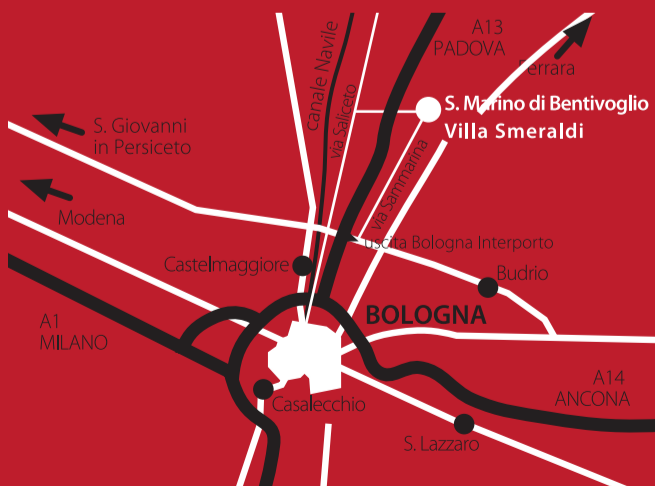 A13
PADOVA
Ferrara
Canale Navile
via Saliceto
S. Marino di Bentivoglio
Villa Smeraldi
S. Giovanni
in Persiceto
via Sammarina
Modena
uscita Bologna Interporto
Castelmaggiore
Budrio
BOLOGNA
A1
MILANO
A14
ANCONA
Casalecchio
S. Lazzaro